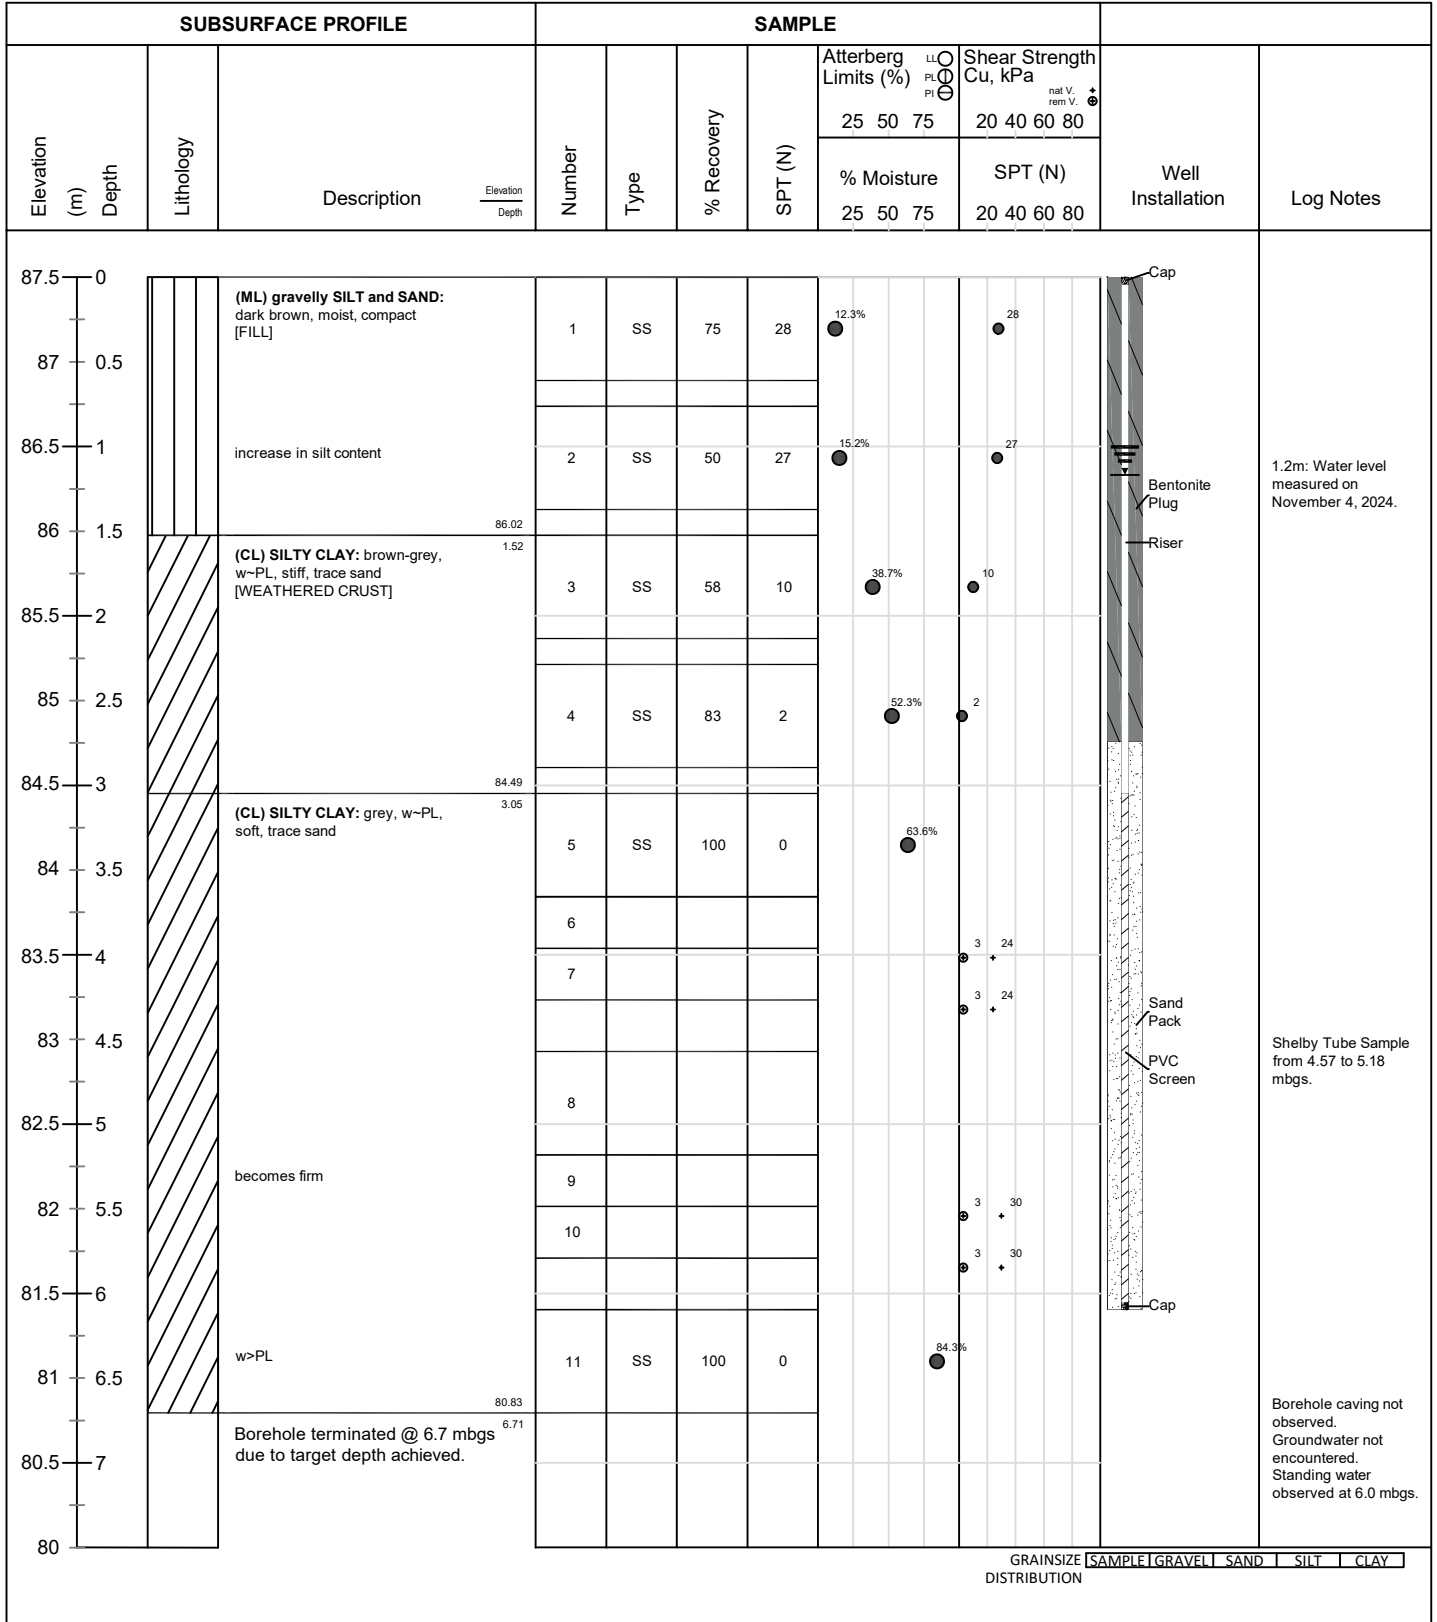 SUBSURFACE PROFILE
SAMPLE
Elevation
(m)
Depth
Lithology
Description
Elevation
Depth
Number
Type
% Recovery
SPT (N)
Atterberg
Limits (%)
LL
PL
PI
25 50 75
% Moisture
25 50 75
Shear Strength
Cu, kPa
nat V.
rem V.
20 40 60 80
SPT (N)
20 40 60 80
Well
Installation
Log Notes
87.5 0
(ML) gravelly SILT and SAND:
dark brown, moist, compact
[FILL]
1 SS 75 28
12.3%
28
Cap
87 0.5
86.5 1
increase in silt content
2 SS 50 27
15.2%
27
Bentonite
Plug
1.2m: Water level
measured on
November 4, 2024.
86 1.5
86.02
1.52
Riser
(CL) SILTY CLAY: brown-grey,
w~PL, stiff, trace sand
[WEATHERED CRUST]
3 SS 58 10
38.7%
10
85.5 2
85 2.5
4 SS 83 2
52.3%
2
84.5 3
84.49
3.05
(CL) SILTY CLAY: grey, w~PL,
soft, trace sand
5 SS 100 0
63.6%
84 3.5
6
83.5 4
7
3 24
3 24
Sand
Pack
83 4.5
PVC
Screen
Shelby Tube Sample
from 4.57 to 5.18
mbgs.
8
82.5 5
becomes firm
9
82 5.5
10
3 30
3 30
81.5 6
Cap
w>PL
11 SS 100 0
84.3%
81 6.5
80.83
6.71
Borehole terminated @ 6.7 mbgs
due to target depth achieved.
Borehole caving not
observed.
Groundwater not
encountered.
Standing water
observed at 6.0 mbgs.
80.5 7
80
GRAINSIZE
DISTRIBUTION
SAMPLE GRAVEL SAND SILT CLAY